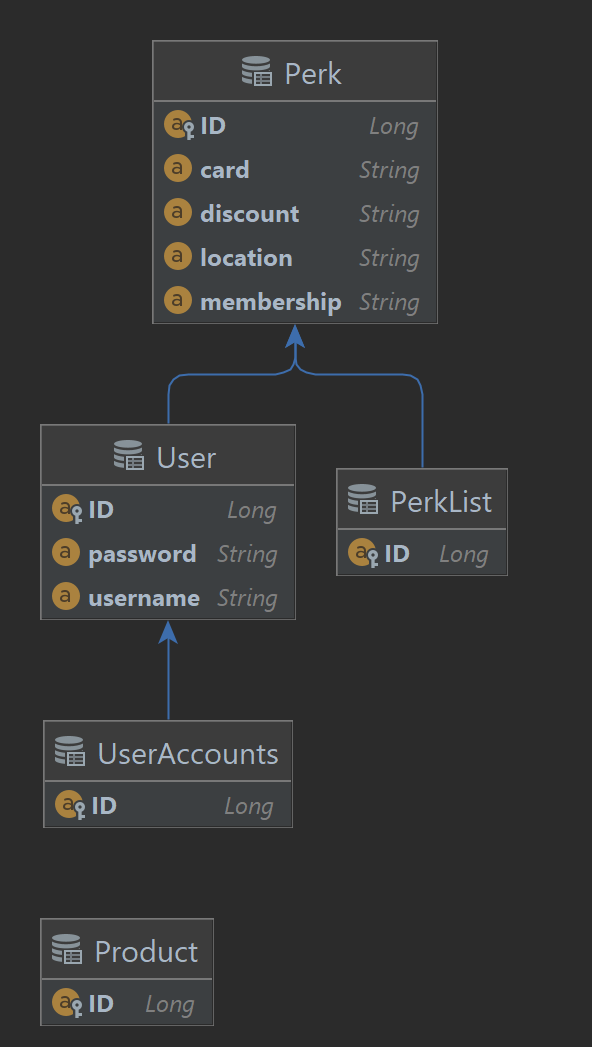 Perk
ID Long
card String
discount String
location String
membership String
User
ID Long
password String
username String
PerkList
ID Long
UserAccounts
ID Long
Product
ID Long